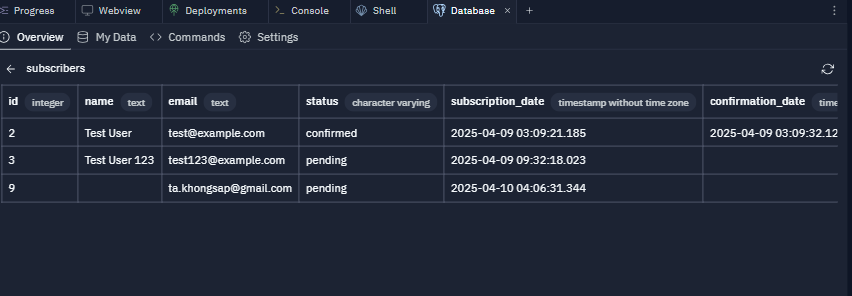 Progress Webview Deployments Console Shell Database × +
Overview My Data Commands Settings
subscribers
id integer name text email text status character varying subscription_date timestamp without time zone confirmation_date time
2 Test User test@example.com confirmed 2025-04-09 03:09:21.185 2025-04-09 03:09:32.12
3 Test User 123 test123@example.com pending 2025-04-09 09:32:18.023
9 ta.khongsap@gmail.com pending 2025-04-10 04:06:31.344